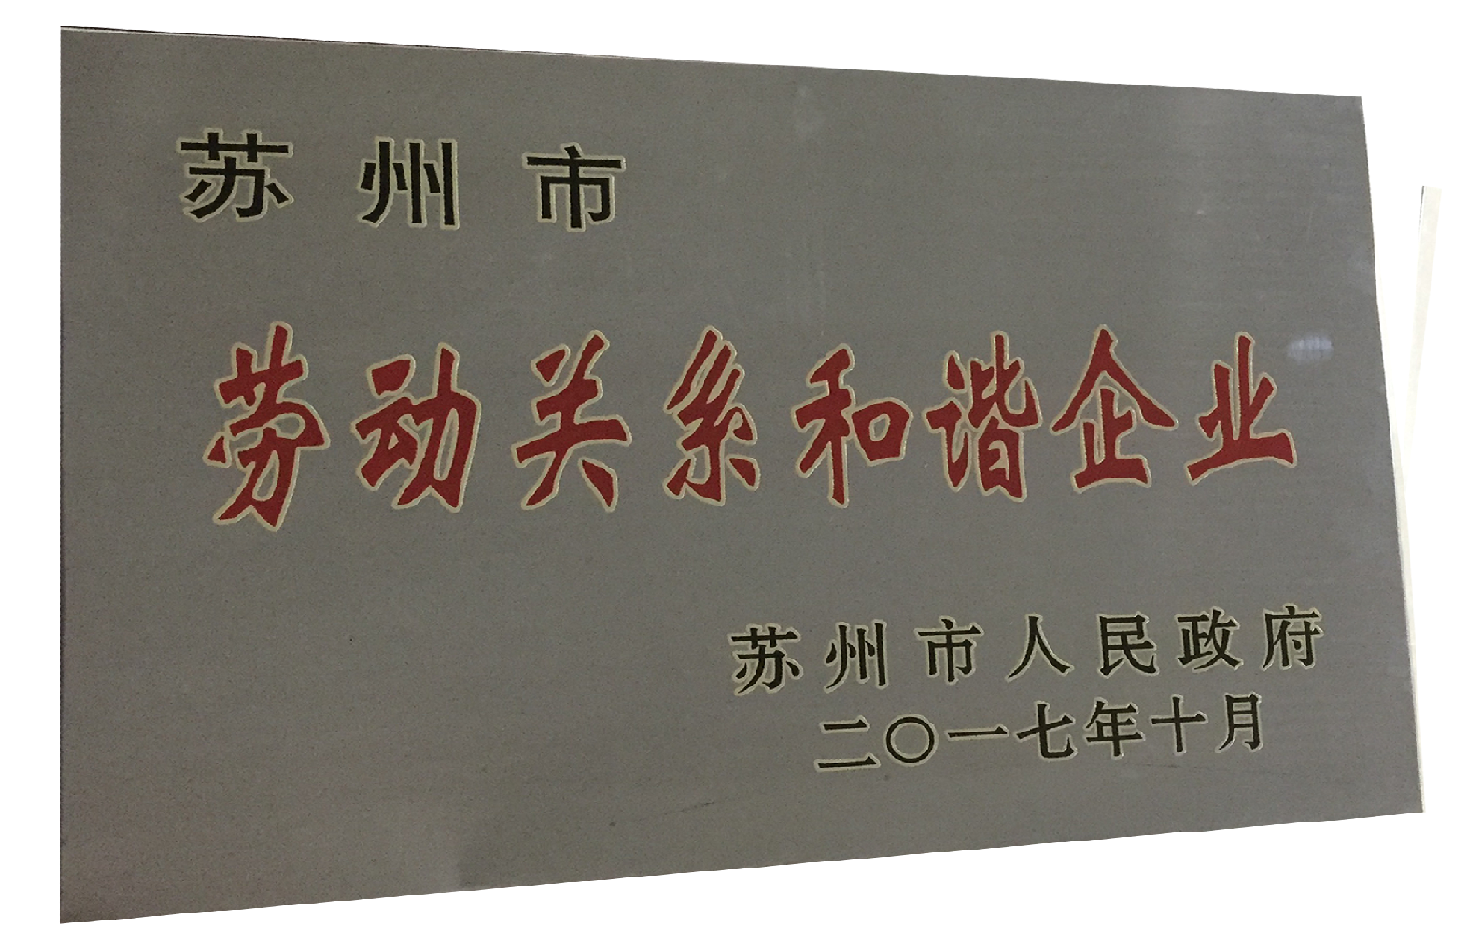 苏州市
劳动关系和谐企业
苏州市人民政府
二〇一七年十月